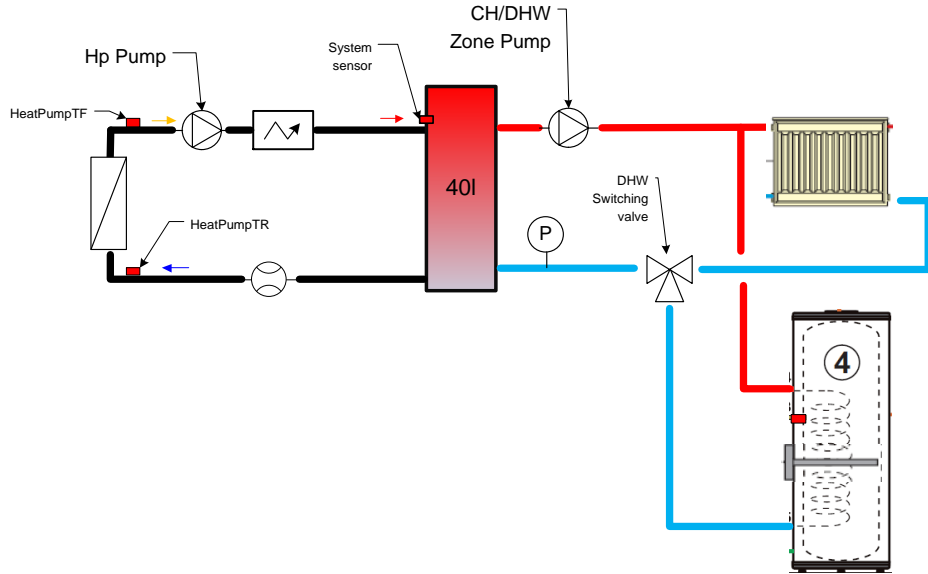 CH/DHW
Zone Pump
Hp Pump
System
sensor
HeatPumpTF
40l
DHW
Switching
valve
HeatPumpTR
P
4